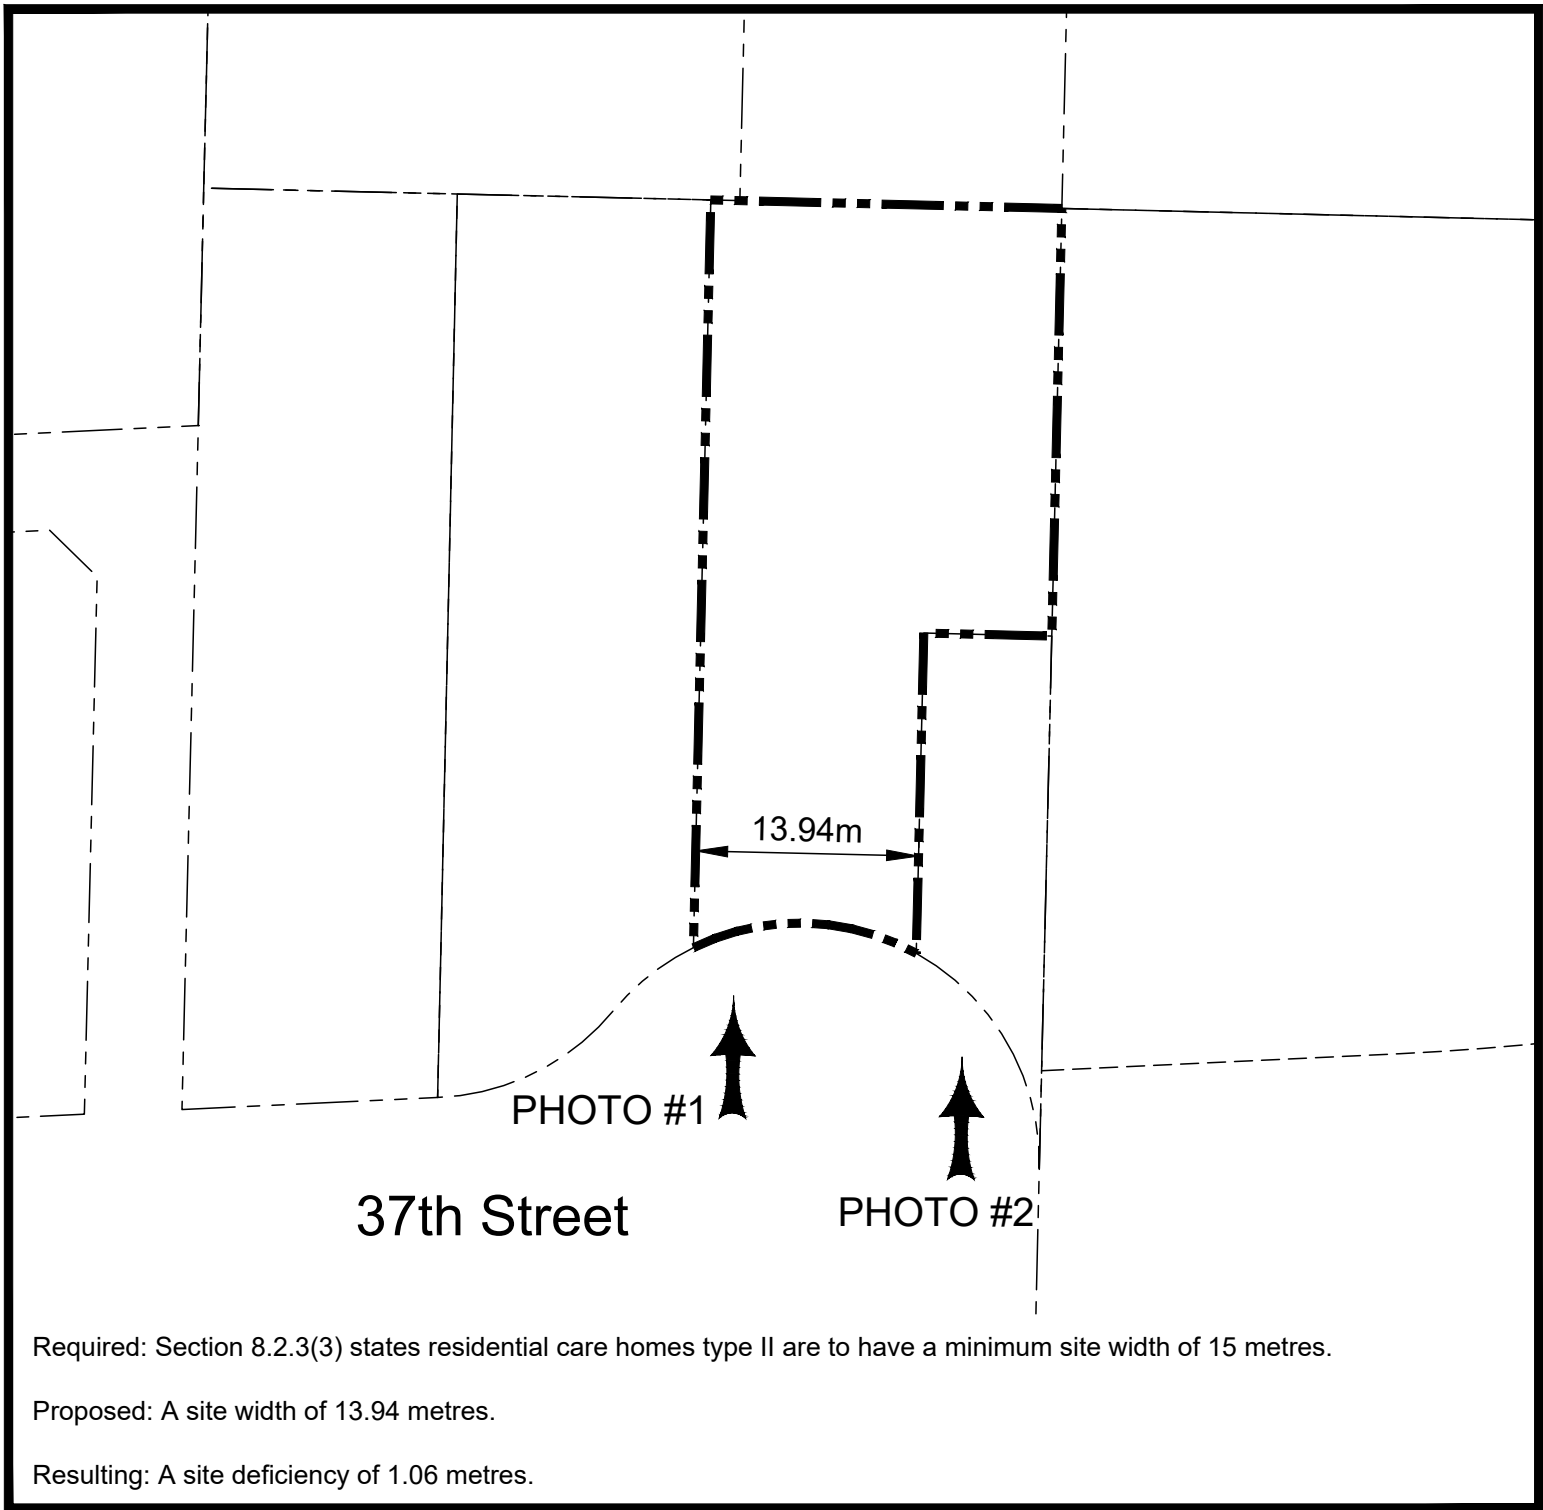 13.94m
PHOTO #1
37th Street
PHOTO #2
Required: Section 8.2.3(3) states residential care homes type II are to have a minimum site width of 15 metres.
Proposed: A site width of 13.94 metres.
Resulting: A site deficiency of 1.06 metres.